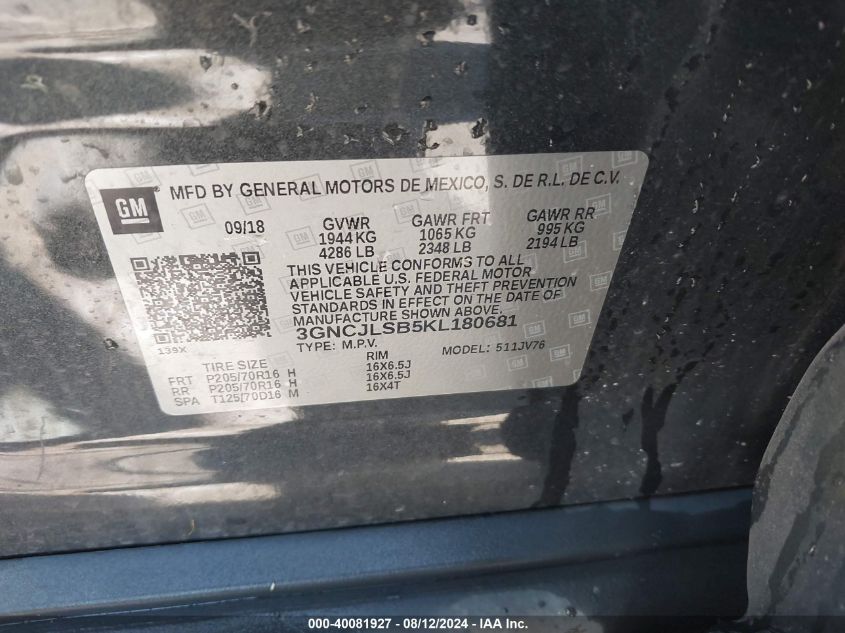 GM
MFD BY GENERAL MOTORS DE MEXICO, S. DE R.L. DE C.V.
09/18 GVWR GAWR FRT GAWR RR
1944 KG 1065 KG 995 KG
4286 LB 2348 LB 2194 LB
THIS VEHICLE CONFORMS TO ALL
APPLICABLE U.S. FEDERAL MOTOR
VEHICLE SAFETY AND THEFT PREVENTION
STANDARDS IN EFFECT ON THE DATE OF
MANUFACTURE SHOWN ABOVE.
3GNCJLSB5KL180681
139X
TYPE: M.P.V. MODEL: 511JV76
TIRE SIZE RIM
FRT P205/70R16 H 16X6.5J
RR P205/70R16 H 16X6.5J
SPA T125/70D16 M 16X4T
000-40081927 - 08/12/2024 - IAA Inc.